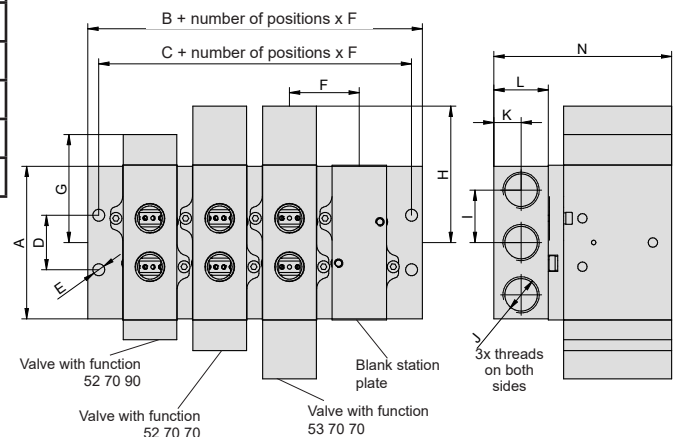 B + number of positions x F
C + number of positions x F
F
N
L
K
G
H
I
A
D
E
J
3x threads
on both
sides
Valve with function
52 70 90
Blank station
plate
Valve with function
52 70 70
Valve with function
53 70 70